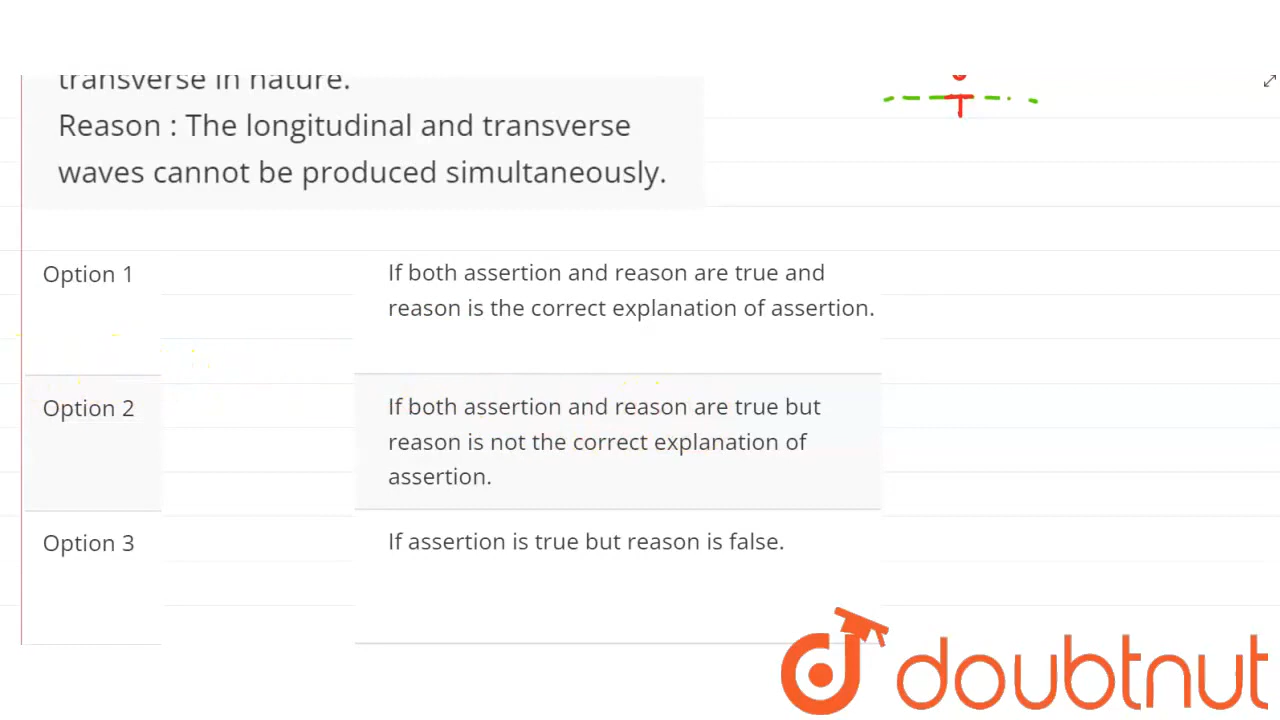 transverse in nature.
Reason : The longitudinal and transverse
waves cannot be produced simultaneously.
Option 1
If both assertion and reason are true and
reason is the correct explanation of assertion.
Option 2
If both assertion and reason are true but
reason is not the correct explanation of
assertion.
Option 3
If assertion is true but reason is false.
doubtnut